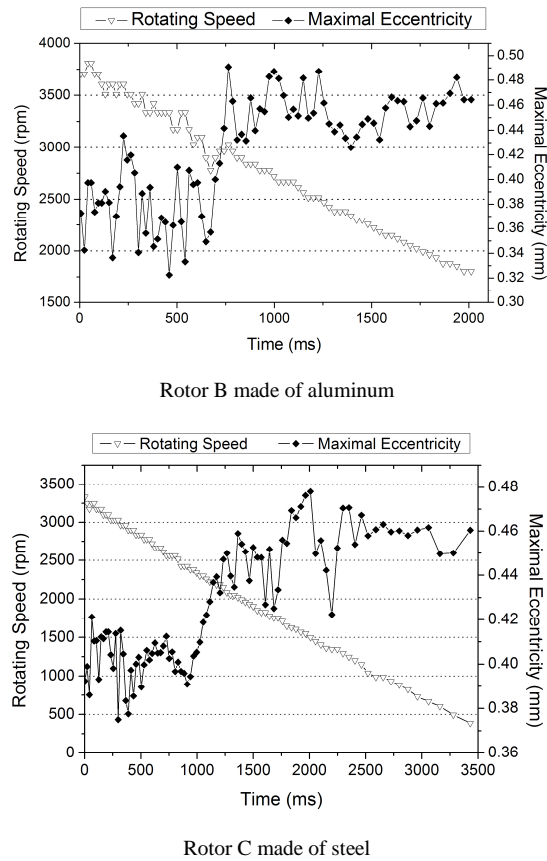 Rotating Speed Maximal Eccentricity
4000 0.50
3500 0.48
3000 0.46
2500 0.44
2000 0.42
1500 0.40
0.38
0.36
0.34
0.32
0.30
Rotating Speed (rpm)
Maximal Eccentricity (mm)
0 500 1000 1500 2000
Time (ms)
Rotor B made of aluminum
Rotating Speed Maximal Eccentricity
3500 0.48
3000 0.46
2500 0.44
2000 0.42
1500 0.40
1000 0.38
500 0.36
0
Rotating Speed (rpm)
Maximal Eccentricity (mm)
0 500 1000 1500 2000 2500 3000 3500
Time (ms)
Rotor C made of steel